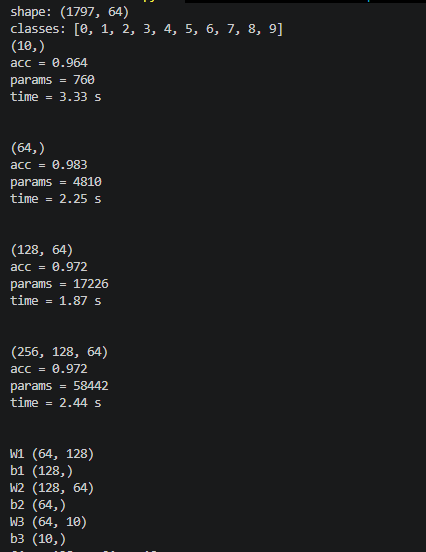 shape: (1797, 64)
classes: [0, 1, 2, 3, 4, 5, 6, 7, 8, 9]
(10,)
acc = 0.964
params = 760
time = 3.33 s
(64,)
acc = 0.983
params = 4810
time = 2.25 s
(128, 64)
acc = 0.972
params = 17226
time = 1.87 s
(256, 128, 64)
acc = 0.972
params = 58442
time = 2.44 s
W1 (64, 128)
b1 (128,)
W2 (128, 64)
b2 (64,)
W3 (64, 10)
b3 (10,)